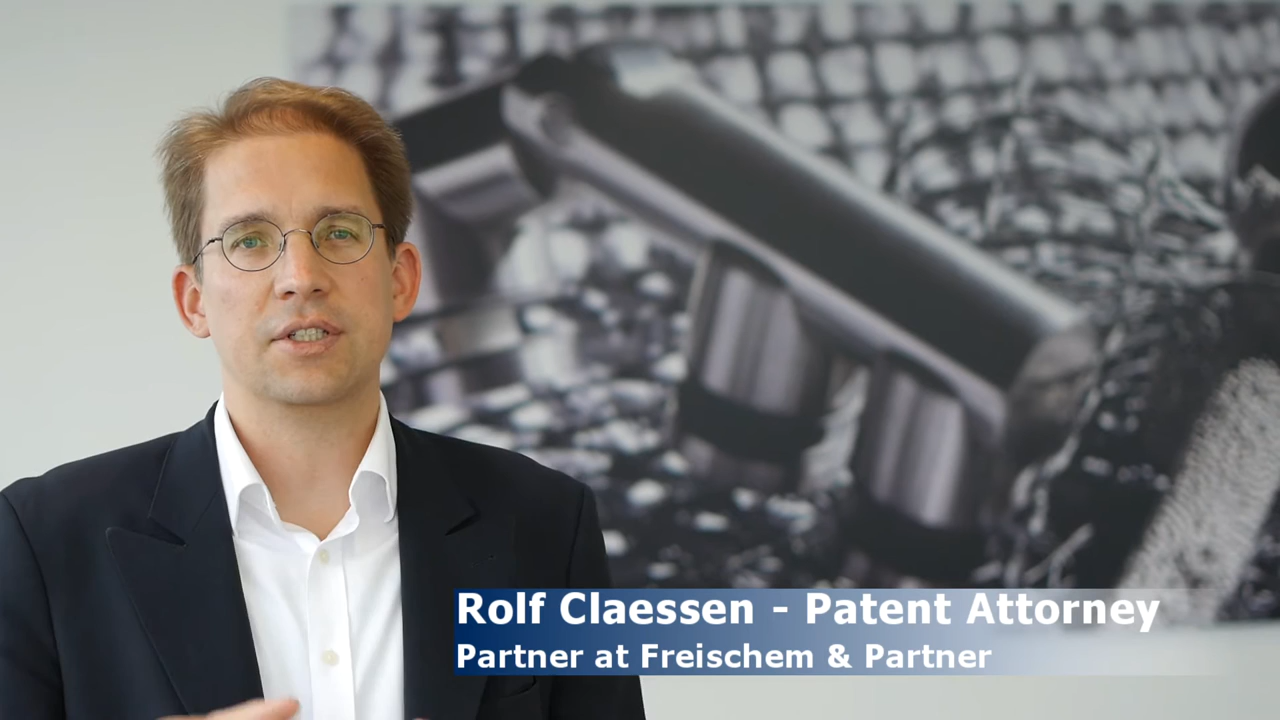 Rolf Claessen - Patent Attorney
Partner at Freischem & Partner